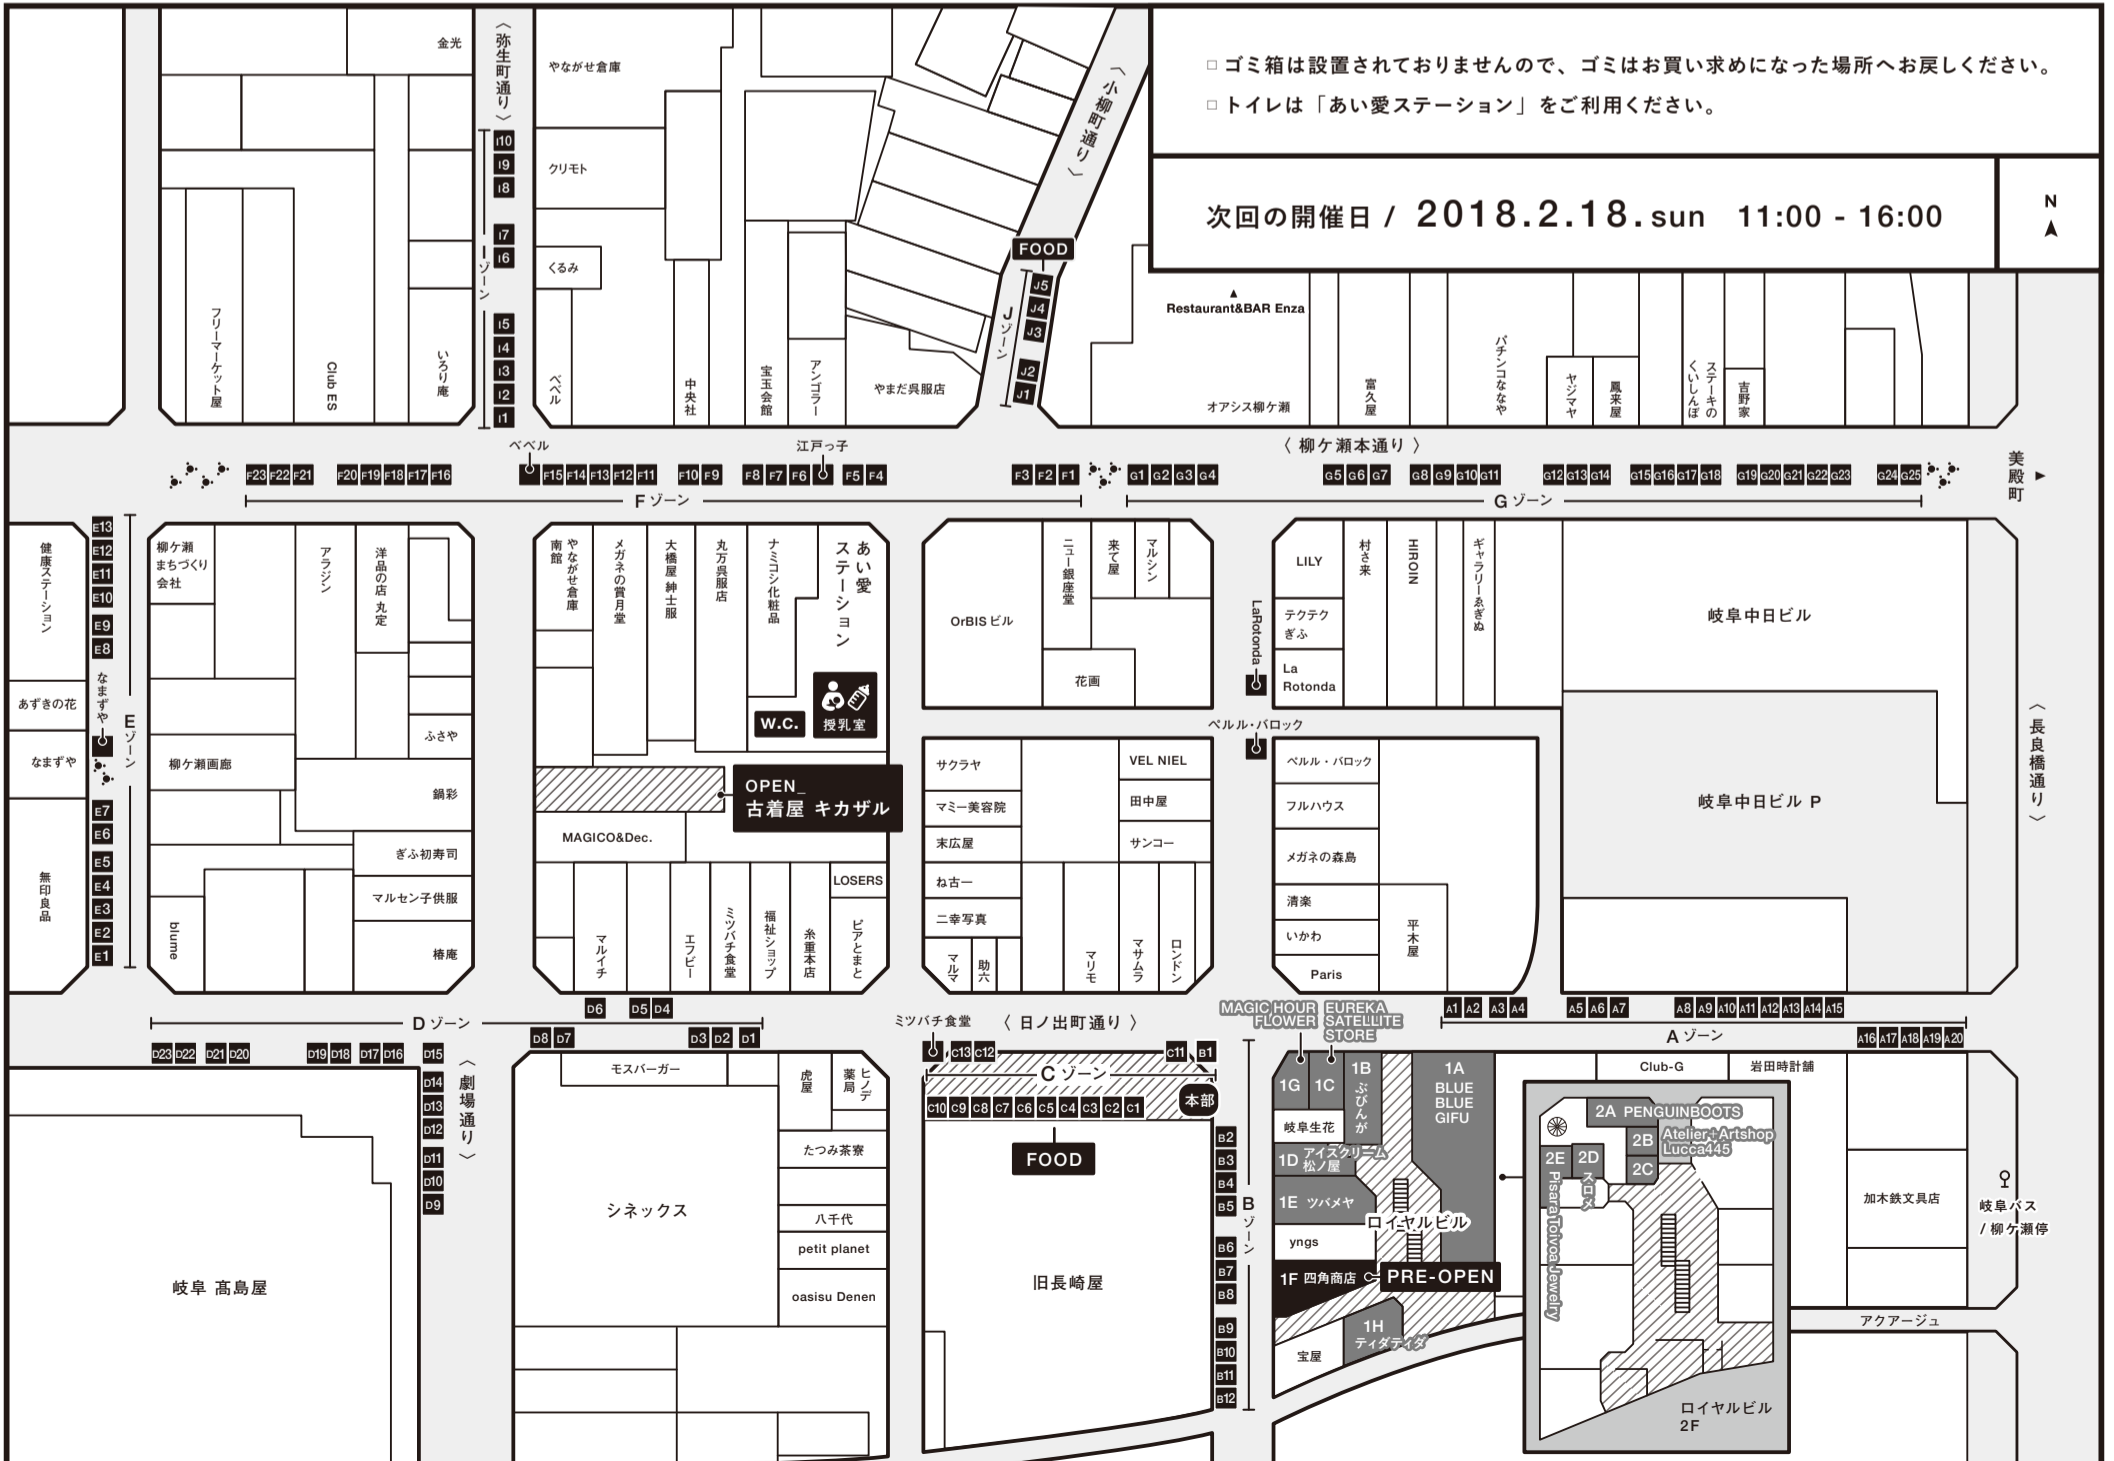 □ ゴミ箱は設置されておりませんので、ゴミはお買い求めになった場所へお戻しください。
□ トイレは「あい愛ステーション」をご利用ください。
次回の開催日 / 2018.2.18.sun 11:00 - 16:00
N
金光
〈弥生町通り〉
やながせ倉庫
クリモト
くるみ
〈小柳町通り〉
I10
I9
I8
I7
I6
Iゾーン
I5
I4
I3
I2
I1
フリーマーケット屋
Club ES
いろり庵
べべル
中央社
宝玉会館
アンゴラー
やまだ呉服店
FOOD
J5
J4
J3
J2
J1
Jゾーン
Restaurant&BAR Enza
オアシス柳ケ瀬
富久屋
パチンコななや
ヤジマヤ
鳳来屋
ステーキの
くいしんぼ
吉野家
〈 柳ケ瀬本通り 〉
べべル
江戸っ子
F23 F22 F21 F20 F19 F18 F17 F16 F15 F14 F13 F12 F11 F10 F9 F8 F7 F6 F5 F4 F3 F2 F1
G1 G2 G3 G4 G5 G6 G7 G8 G9 G10 G11 G12 G13 G14 G15 G16 G17 G18 G19 G20 G21 G22 G23 G24 G25
美殿町
Fゾーン
Gゾーン
健康ステーション
あずきの花
なまずや
無印良品
E13
E12
E11
E10
E9
E8
なまずや
Eゾーン
E7
E6
E5
E4
E3
E2
E1
柳ケ瀬
まちづくり
会社
アラジン
洋品の店 丸定
ふさや
柳ケ瀬画廊
鍋彩
ぎふ初寿司
マルセン子供服
椿庵
blume
やながせ倉庫
南館
メガネの賞月堂
大橋屋 紳士服
丸万呉服店
ナミコシ化粧品
あい愛
ステーション
W.C.
授乳室
OPEN_
古着屋 キカザル
MAGICO&Dec.
LOSERS
マルイチ
エフピー
ミツバチ食堂
福祉ショップ
糸重本店
ピアとまと
OrBISビル
ニュー銀座堂
来て屋
マルシン
花画
サクラヤ
マミー美容院
末広屋
ね古一
二幸写真
マルマ
助六
マリモ
マサムラ
ロンドン
VEL NIEL
田中屋
サンコー
LaRotonda
ペルル・バロック
LILY
テクテク
ぎふ
La
Rotonda
村さ来
HIROIN
ギャラリーゑぎぬ
岐阜中日ビル
岐阜中日ビル P
〈長良橋通り〉
ペルル・バロック
フルハウス
メガネの森島
清楽
いかわ
Paris
平木屋
D6 D5 D4
Dゾーン
D8 D7 D3 D2 D1
D23 D22 D21 D20 D19 D18 D17 D16 D15
D14
D13
D12
D11
D10
D9
〈劇場通り〉
ミツバチ食堂
〈 日ノ出町通り 〉
C13 C12 C11 B1
Cゾーン
C10 C9 C8 C7 C6 C5 C4 C3 C2 C1
本部
FOOD
旧長崎屋
MAGIC HOUR
FLOWER
EUREKA
SATELLITE
STORE
A1 A2 A3 A4 A5 A6 A7 A8 A9 A10 A11 A12 A13 A14 A15
Aゾーン
A16 A17 A18 A19 A20
岐阜 髙島屋
モスバーガー
虎屋
ヒノデ
薬局
たつみ茶寮
シネックス
八千代
petit planet
oasisu Denen
B2
B3
B4
B5
B6
B7
B8
B9
B10
B11
B12
Bゾーン
1G
1C
1B
ぶびんが
1A
BLUE
BLUE
GIFU
岐阜生花
1D アイスクリーム
松ノ屋
1E ツバメヤ
ロイヤルビル
yngs
1F 四角商店
PRE-OPEN
1H
ティダティダ
宝屋
Club-G
岩田時計舗
2A PENGUINBOOTS
2B
Atelier+Artshop
Lucca445
2C
2E
2D
スロメ
Pisara Toivoa Jewelry
ロイヤルビル
2F
加木鉄文具店
岐阜バス
/ 柳ケ瀬停
アクアージュ